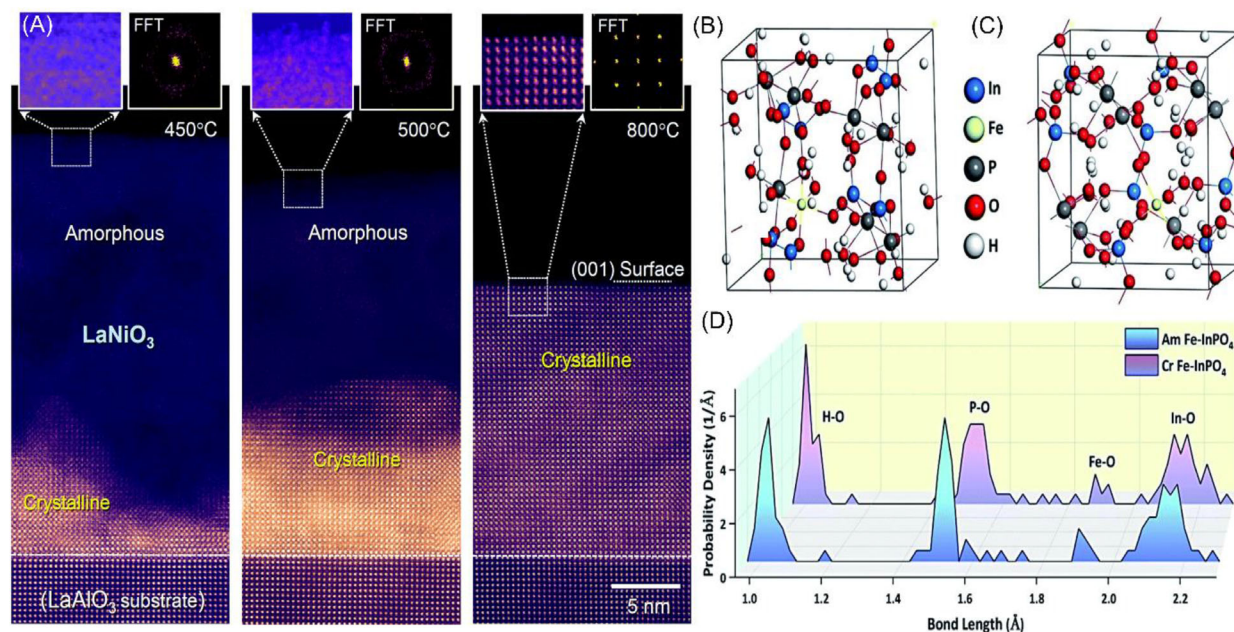 (A)
FFT
450°C
Amorphous
LaNiO₃
Crystalline
(LaAlO₃ substrate)
FFT
500°C
Amorphous
Crystalline
FFT
800°C
(001) Surface
Crystalline
5 nm
(B)
In
Fe
P
O
H
(C)
(D)
Am Fe-InPO₄
Cr Fe-InPO₄
H-O
P-O
Fe-O
In-O
Probability Density (1/Å)
6
4
2
0
1.0 1.2 1.4 1.6 1.8 2.0 2.2
Bond Length (Å)